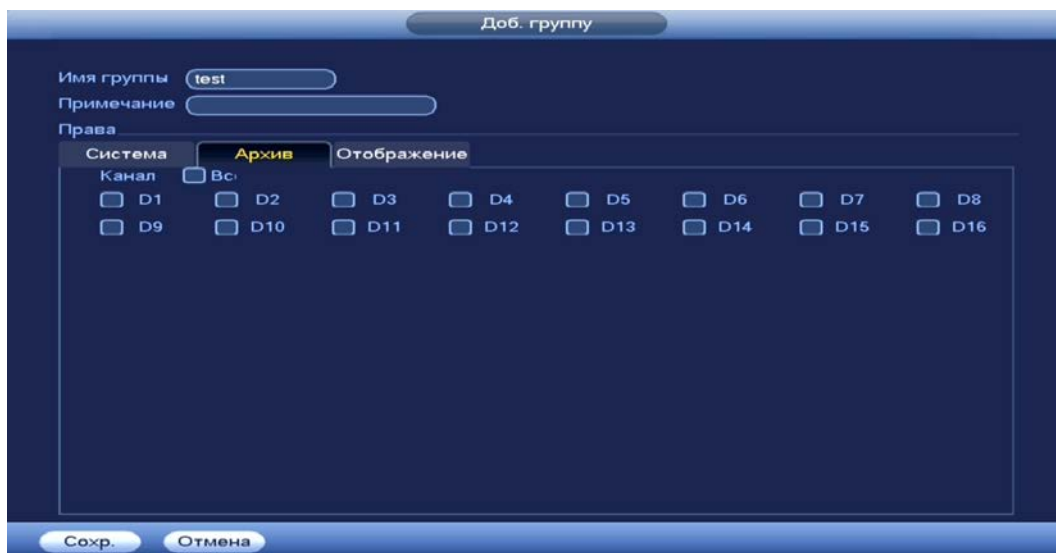 Доб. группу
Имя группы test
Примечание
Права
Система Архив Отображение
Канал
D1 D2 D3 D4 D5 D6 D7 D8
D9 D10 D11 D12 D13 D14 D15 D16
Сохр. Отмена